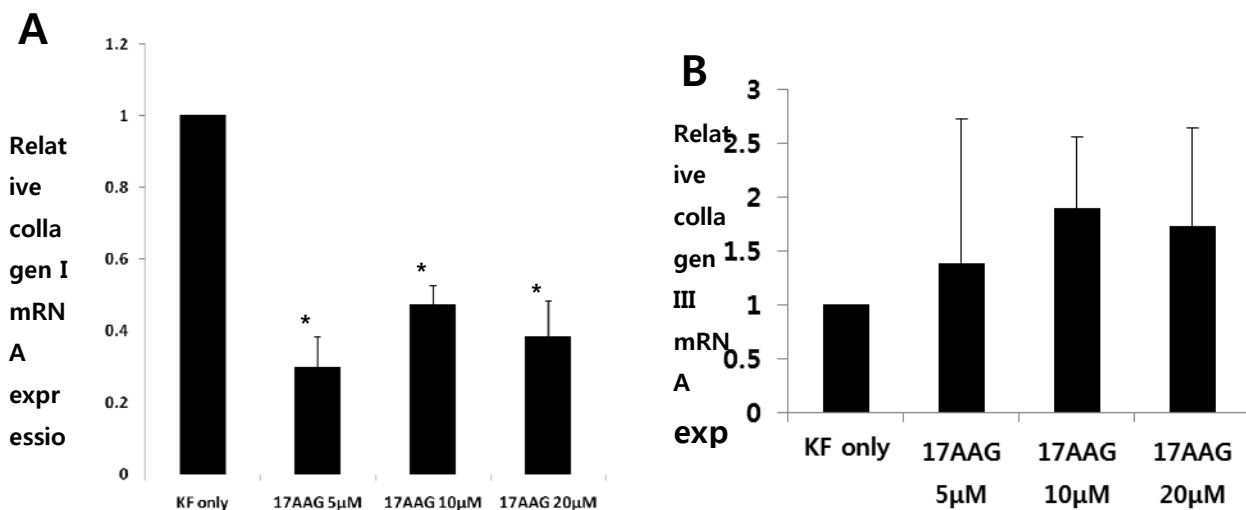 A
1.2
1
0.8
0.6
0.4
0.2
0
Relat
ive
colla
gen I
mRN
A
expr
essio
*
*
*
KF only 17AAG 5μM 17AAG 10μM 17AAG 20μM
B
3
2.5
2
1.5
1
0.5
0
Relat
ive
colla
gen
III
mRN
A
exp
KF only 17AAG 17AAG 17AAG
5μM 10μM 20μM